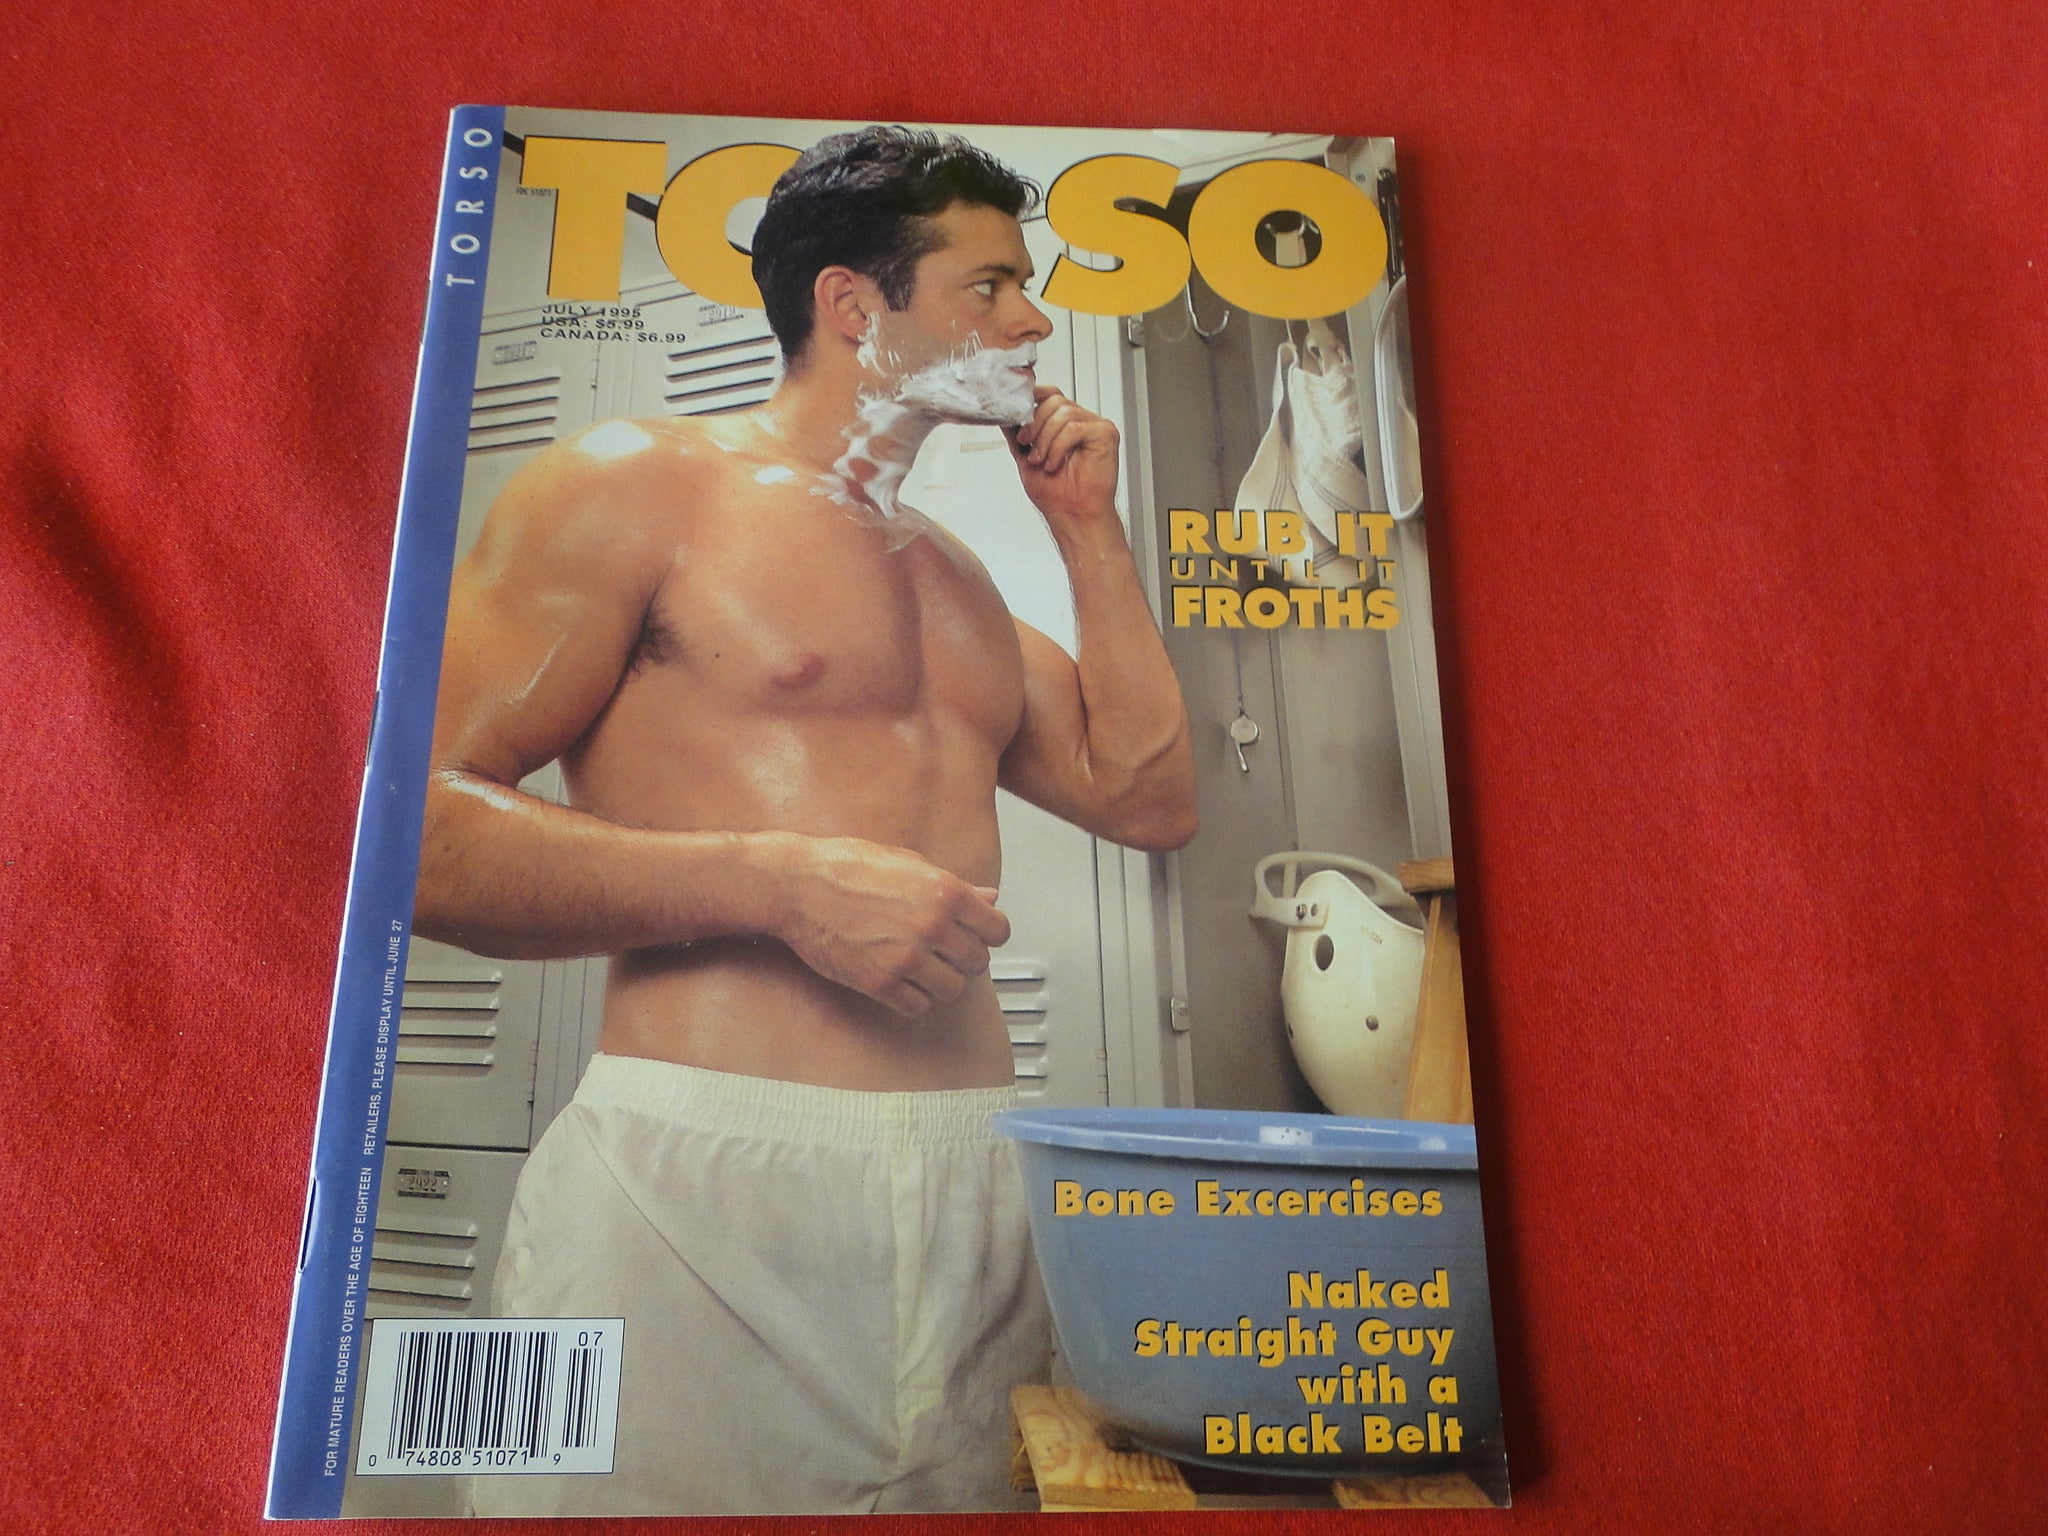 TORSO
TORSO
JULY 1995
USA: $5.99
CANADA: $6.99
RUB IT
UNTIL IT
FROTHS
Bone Excercises
Naked
Straight Guy
with a
Black Belt
FOR MATURE READERS OVER THE AGE OF EIGHTEEN RETAILERS, PLEASE DISPLAY UNTIL JUNE 27
2922
07
0 74808 51071 9